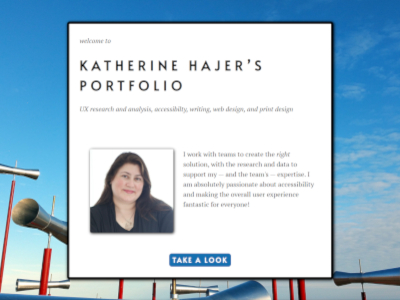 welcome to
KATHERINE HAJER'S
PORTFOLIO
UX research and analysis, accessibility, writing, web design, and print design
I work with teams to create the right
solution, with the research and data to
support my — and the team's — expertise. I
am absolutely passionate about accessibility
and making the overall user experience
fantastic for everyone!
TAKE A LOOK